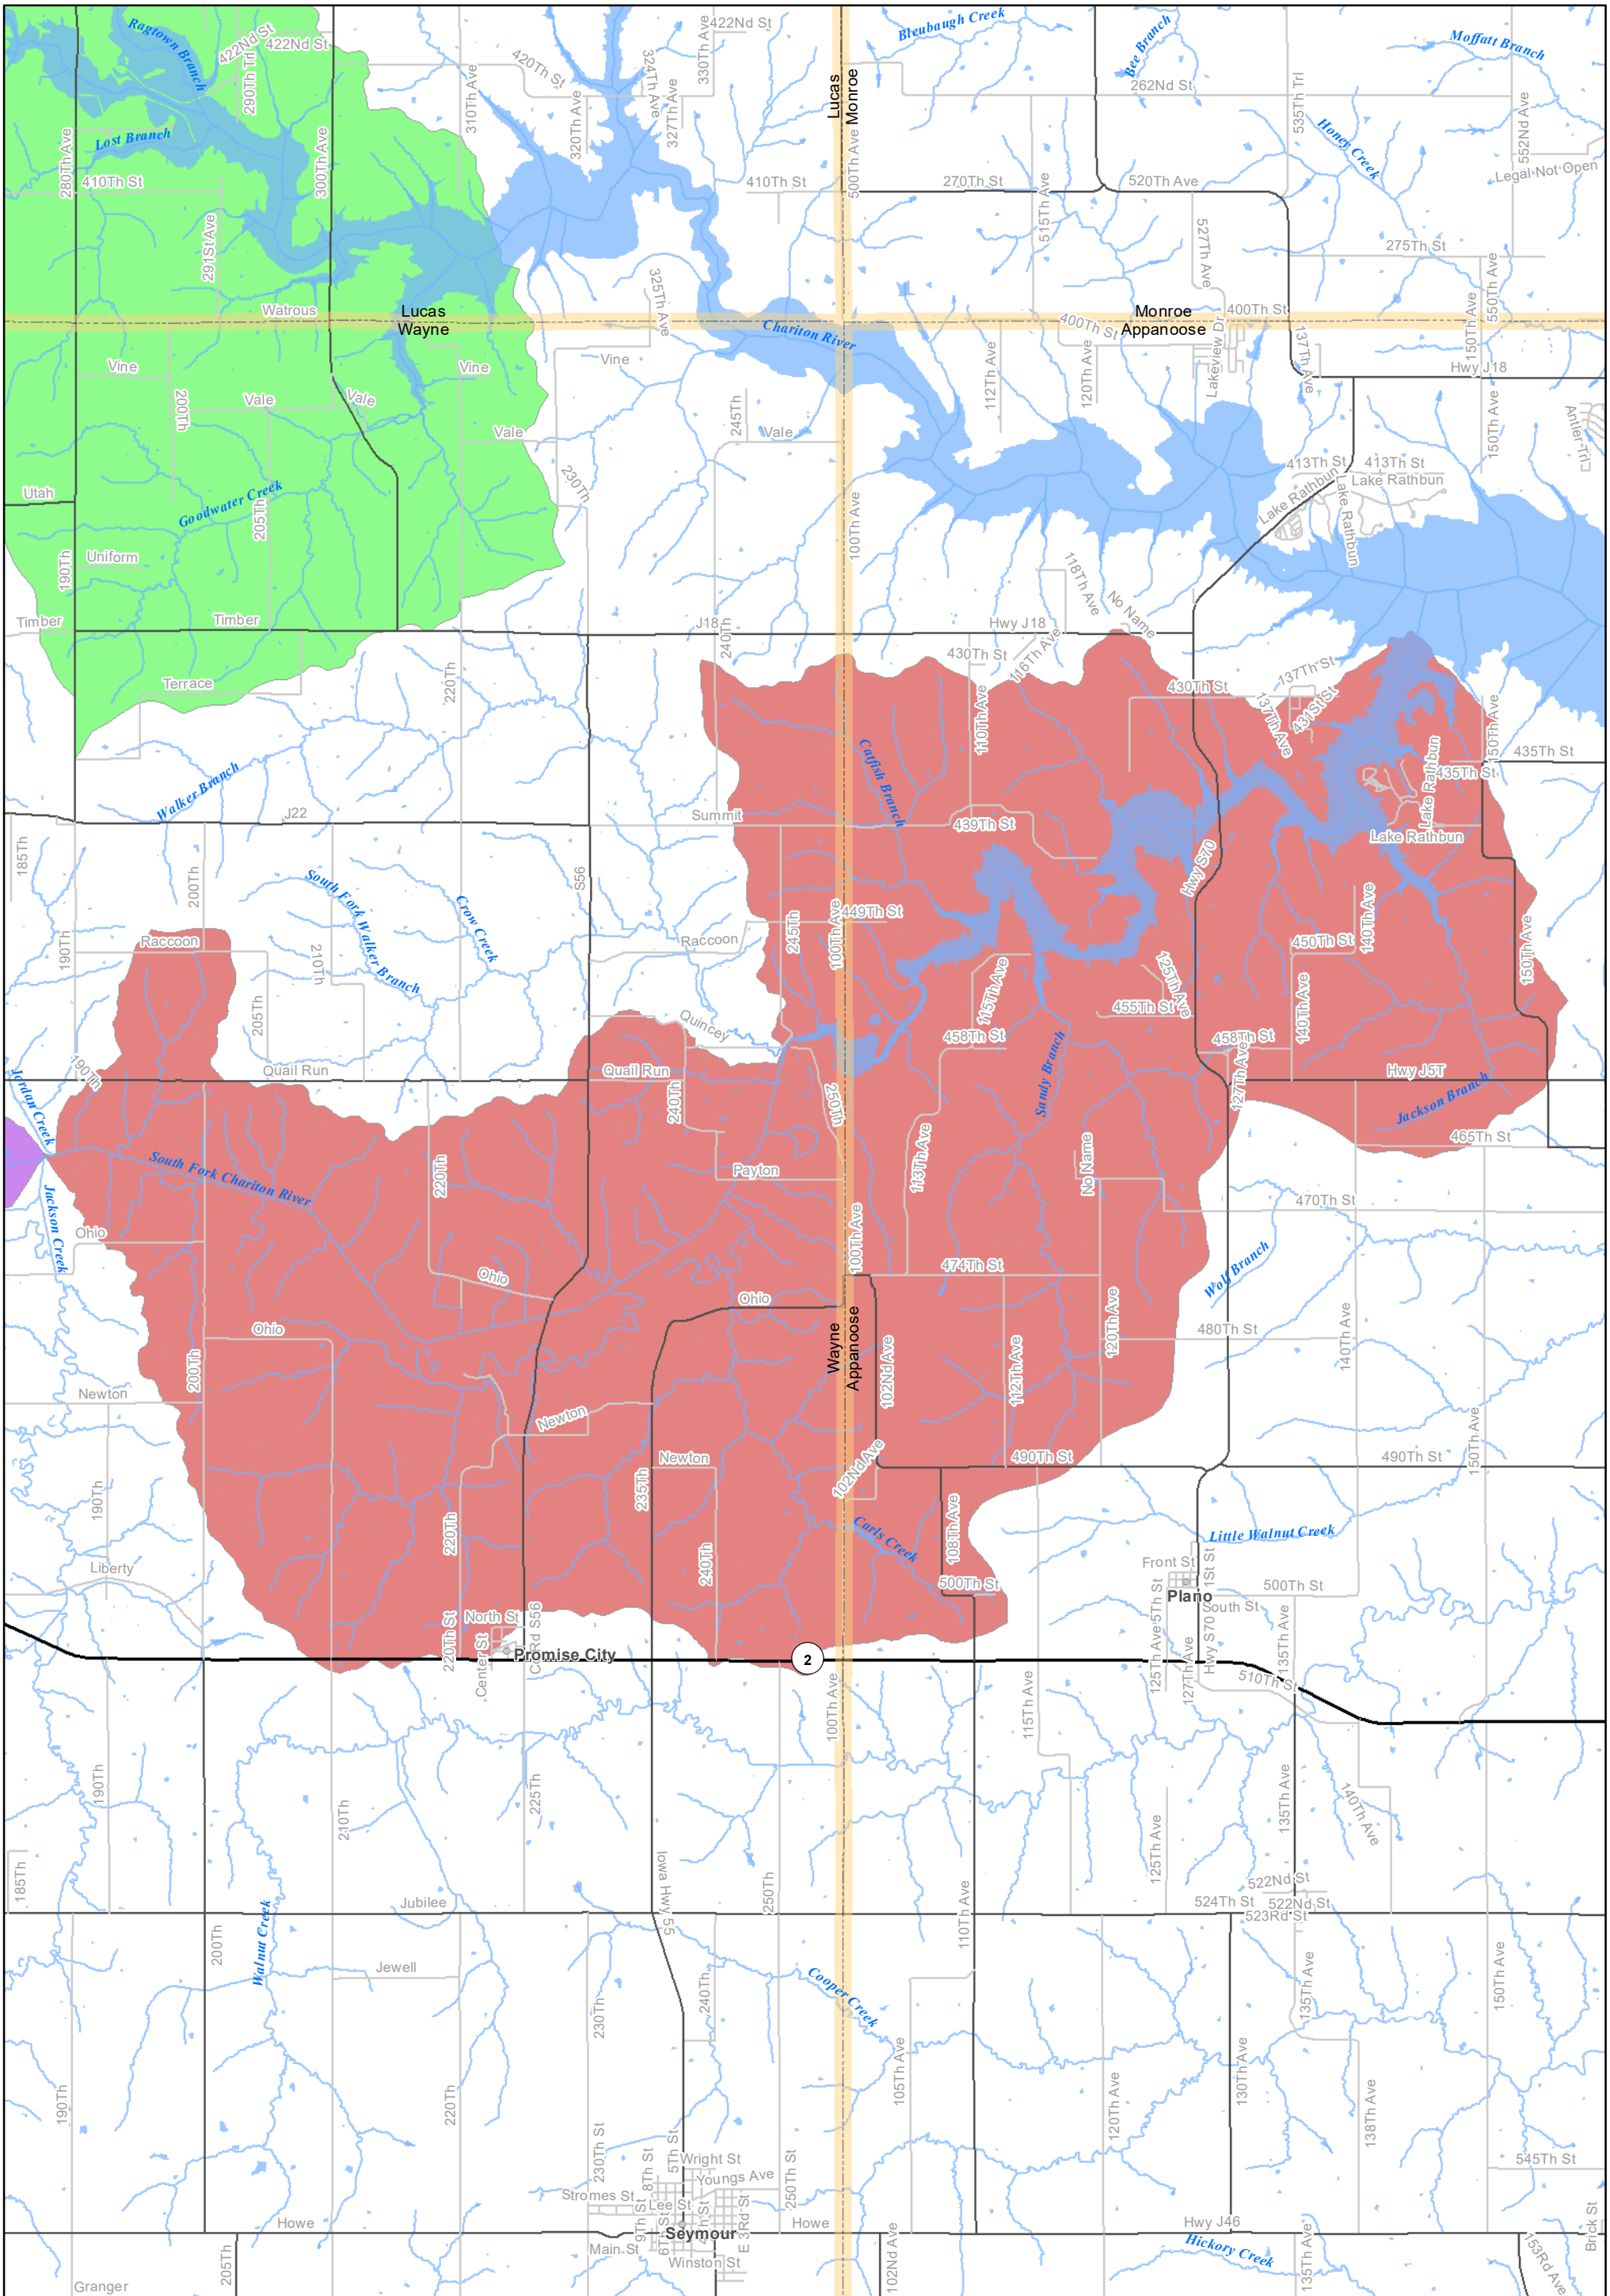 Ragtown Branch
422Nd St
422Nd St
290Th Trl
310Th Ave
420Th St
320Th Ave
324Th Ave
327Th Ave
330Th Ave
422Nd St
Lucas
Monroe
Bleubaugh Creek
Bee Branch
262Nd St
535Th Trl
Moffatt Branch
Honey Creek
552Nd Ave
Legal Not Open
280Th Ave
Lost Branch
300Th Ave
410Th St
410Th St
500Th Ave
270Th St
515Th Ave
520Th Ave
527Th Ave
275Th St
291St Ave
325Th Ave
550Th Ave
150Th Ave
Watrous
Lucas
Wayne
Chariton River
Monroe
Appanoose
400Th St
400Th St
Lakeview Dr
137Th Ave
Vine
Vine
Vine
112Th Ave
120Th Ave
Hwy J18
200Th
Vale
Vale
Vale
245Th
Vale
150Th Ave
Antler Trl
Utah
Goodwater Creek
205Th
230Th
100Th Ave
413Th St
413Th St
Lake Rathbun
Lake Rathbun
Lake Rathbun
190Th
Uniform
118Th Ave
No Name
Timber
Timber
J18
240Th
Hwy J18
116Th Ave
430Th St
Terrace
220Th
110Th Ave
430Th St
137Th St
137Th Ave
431St St
150Th Ave
435Th St
435Th St
Lake Rathbun
Lake Rathbun
Walker Branch
Catfish Branch
J22
Summit
439Th St
185Th
200Th
South Fork Walker Branch
Crow Creek
S56
Hwy S70
449Th St
245Th
100Th Ave
140Th Ave
450Th St
190Th
Raccoon
210Th
Raccoon
115Th Ave
125Th Ave
150Th Ave
205Th
Quincey
455Th St
140Th Ave
458Th St
458Th St
Sandy Branch
190Th
Quail Run
Quail Run
240Th
250Th
127Th Ave
Hwy J5T
Jackson Branch
Jordan Creek
465Th St
South Fork Chariton River
220Th
Payton
113Th Ave
No Name
Jackson Creek
470Th St
Ohio
100Th Ave
Wolf Branch
Ohio
474Th St
Ohio
Wayne
Appanoose
Ohio
480Th St
120Th Ave
140Th Ave
200Th
102Nd Ave
112Th Ave
Newton
Newton
150Th Ave
Newton
102Nd Ave
490Th St
490Th St
190Th
235Th
220Th
Carls Creek
108Th Ave
Little Walnut Creek
Liberty
240Th
500Th St
Front St
1St St
5Th St
Plano
500Th St
South St
North St
220Th St
Center St
Co Rd S56
Promise City
2
125Th Ave
127Th Ave
Hwy S70
135Th Ave
510Th St
100Th Ave
115Th Ave
190Th
210Th
225Th
125Th Ave
135Th Ave
140Th Ave
185Th
Iowa Hwy 55
250Th
Jubilee
110Th Ave
522Nd St
524Th St
522Nd St
523Rd St
200Th
Walnut Creek
Jewell
230Th
240Th
Cooper Creek
135Th Ave
150Th Ave
190Th
220Th
105Th Ave
120Th Ave
130Th Ave
138Th Ave
230Th St
8Th St
5Th St
Wright St
Youngs Ave
250Th St
545Th St
Stromes St
Lee St
9Th St
6Th St
4Th St
E 3Rd St
Howe
Seymour
Howe
Hwy J46
Main St
Winston St
Hickory Creek
Brick St
205Th
Granger
102Nd Ave
135Th Ave
153Rd Ave